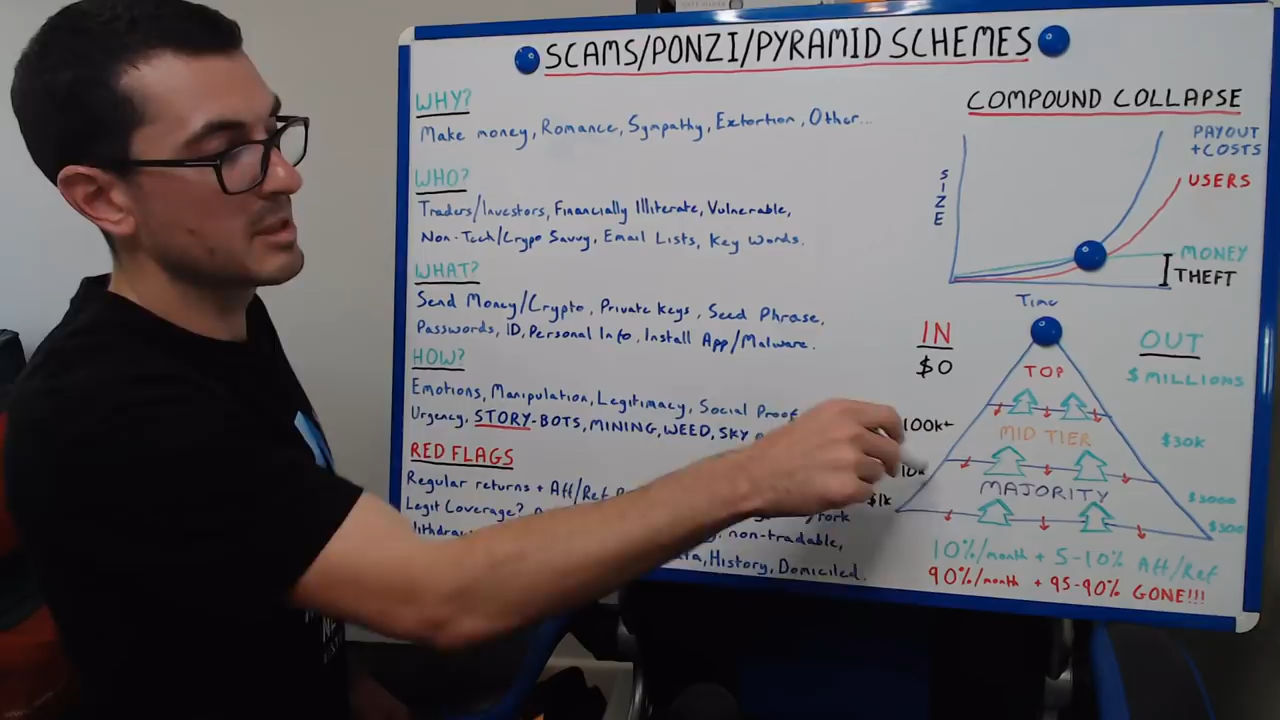 SCAMS/PONZI/PYRAMID SCHEMES
WHY?
Make money, Romance, Sympathy, Extortion, Other...
WHO?
Traders/Investors, Financially Illiterate, Vulnerable,
Non-Tech/Crypo Savvy, Email Lists, Key Words.
WHAT?
Send Money/Crypto, Private Keys, Seed Phrase,
Passwords, ID, Personal Info, Install App/Malware.
HOW?
Emotions, Manipulation, Legitimacy, Social Proof
Urgency, STORY-BOTS, MINING, WEED, SKY
RED FLAGS
Regular returns + Aff/Ref
Legit Coverage?
non-tradable,
History, Domiciled.
COMPOUND COLLAPSE
SIZE
PAYOUT
+COSTS
USERS
MONEY
THEFT
Time
IN
$0
100k+
10k
$1k
TOP
MID TIER
MAJORITY
OUT
$ MILLIONS
$30k
$3000
$300
10%/month + 5-10% Aff/Ref
90%/month + 95-90% GONE!!!